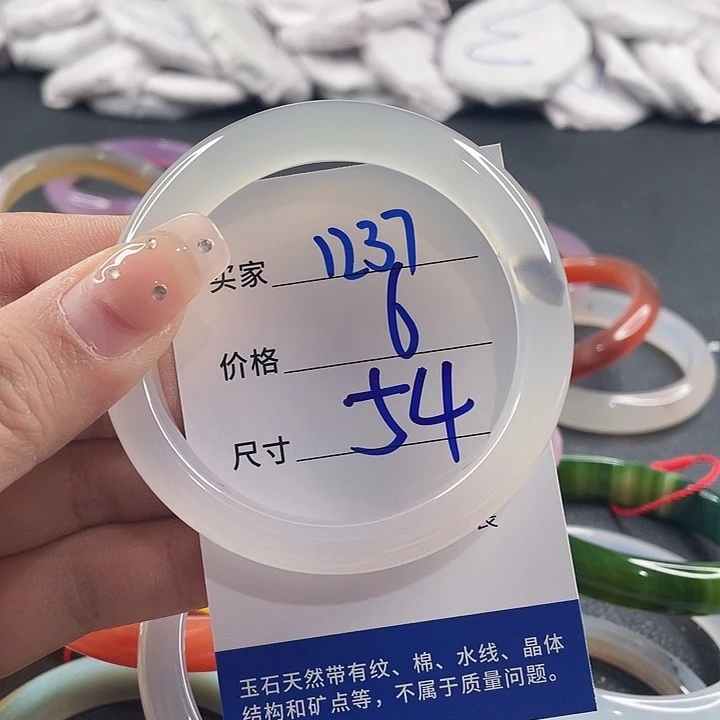 买家 1237
价格 6
尺寸 54
玉石天然带有纹、棉、水线、晶体
结构和矿点等，不属于质量问题。